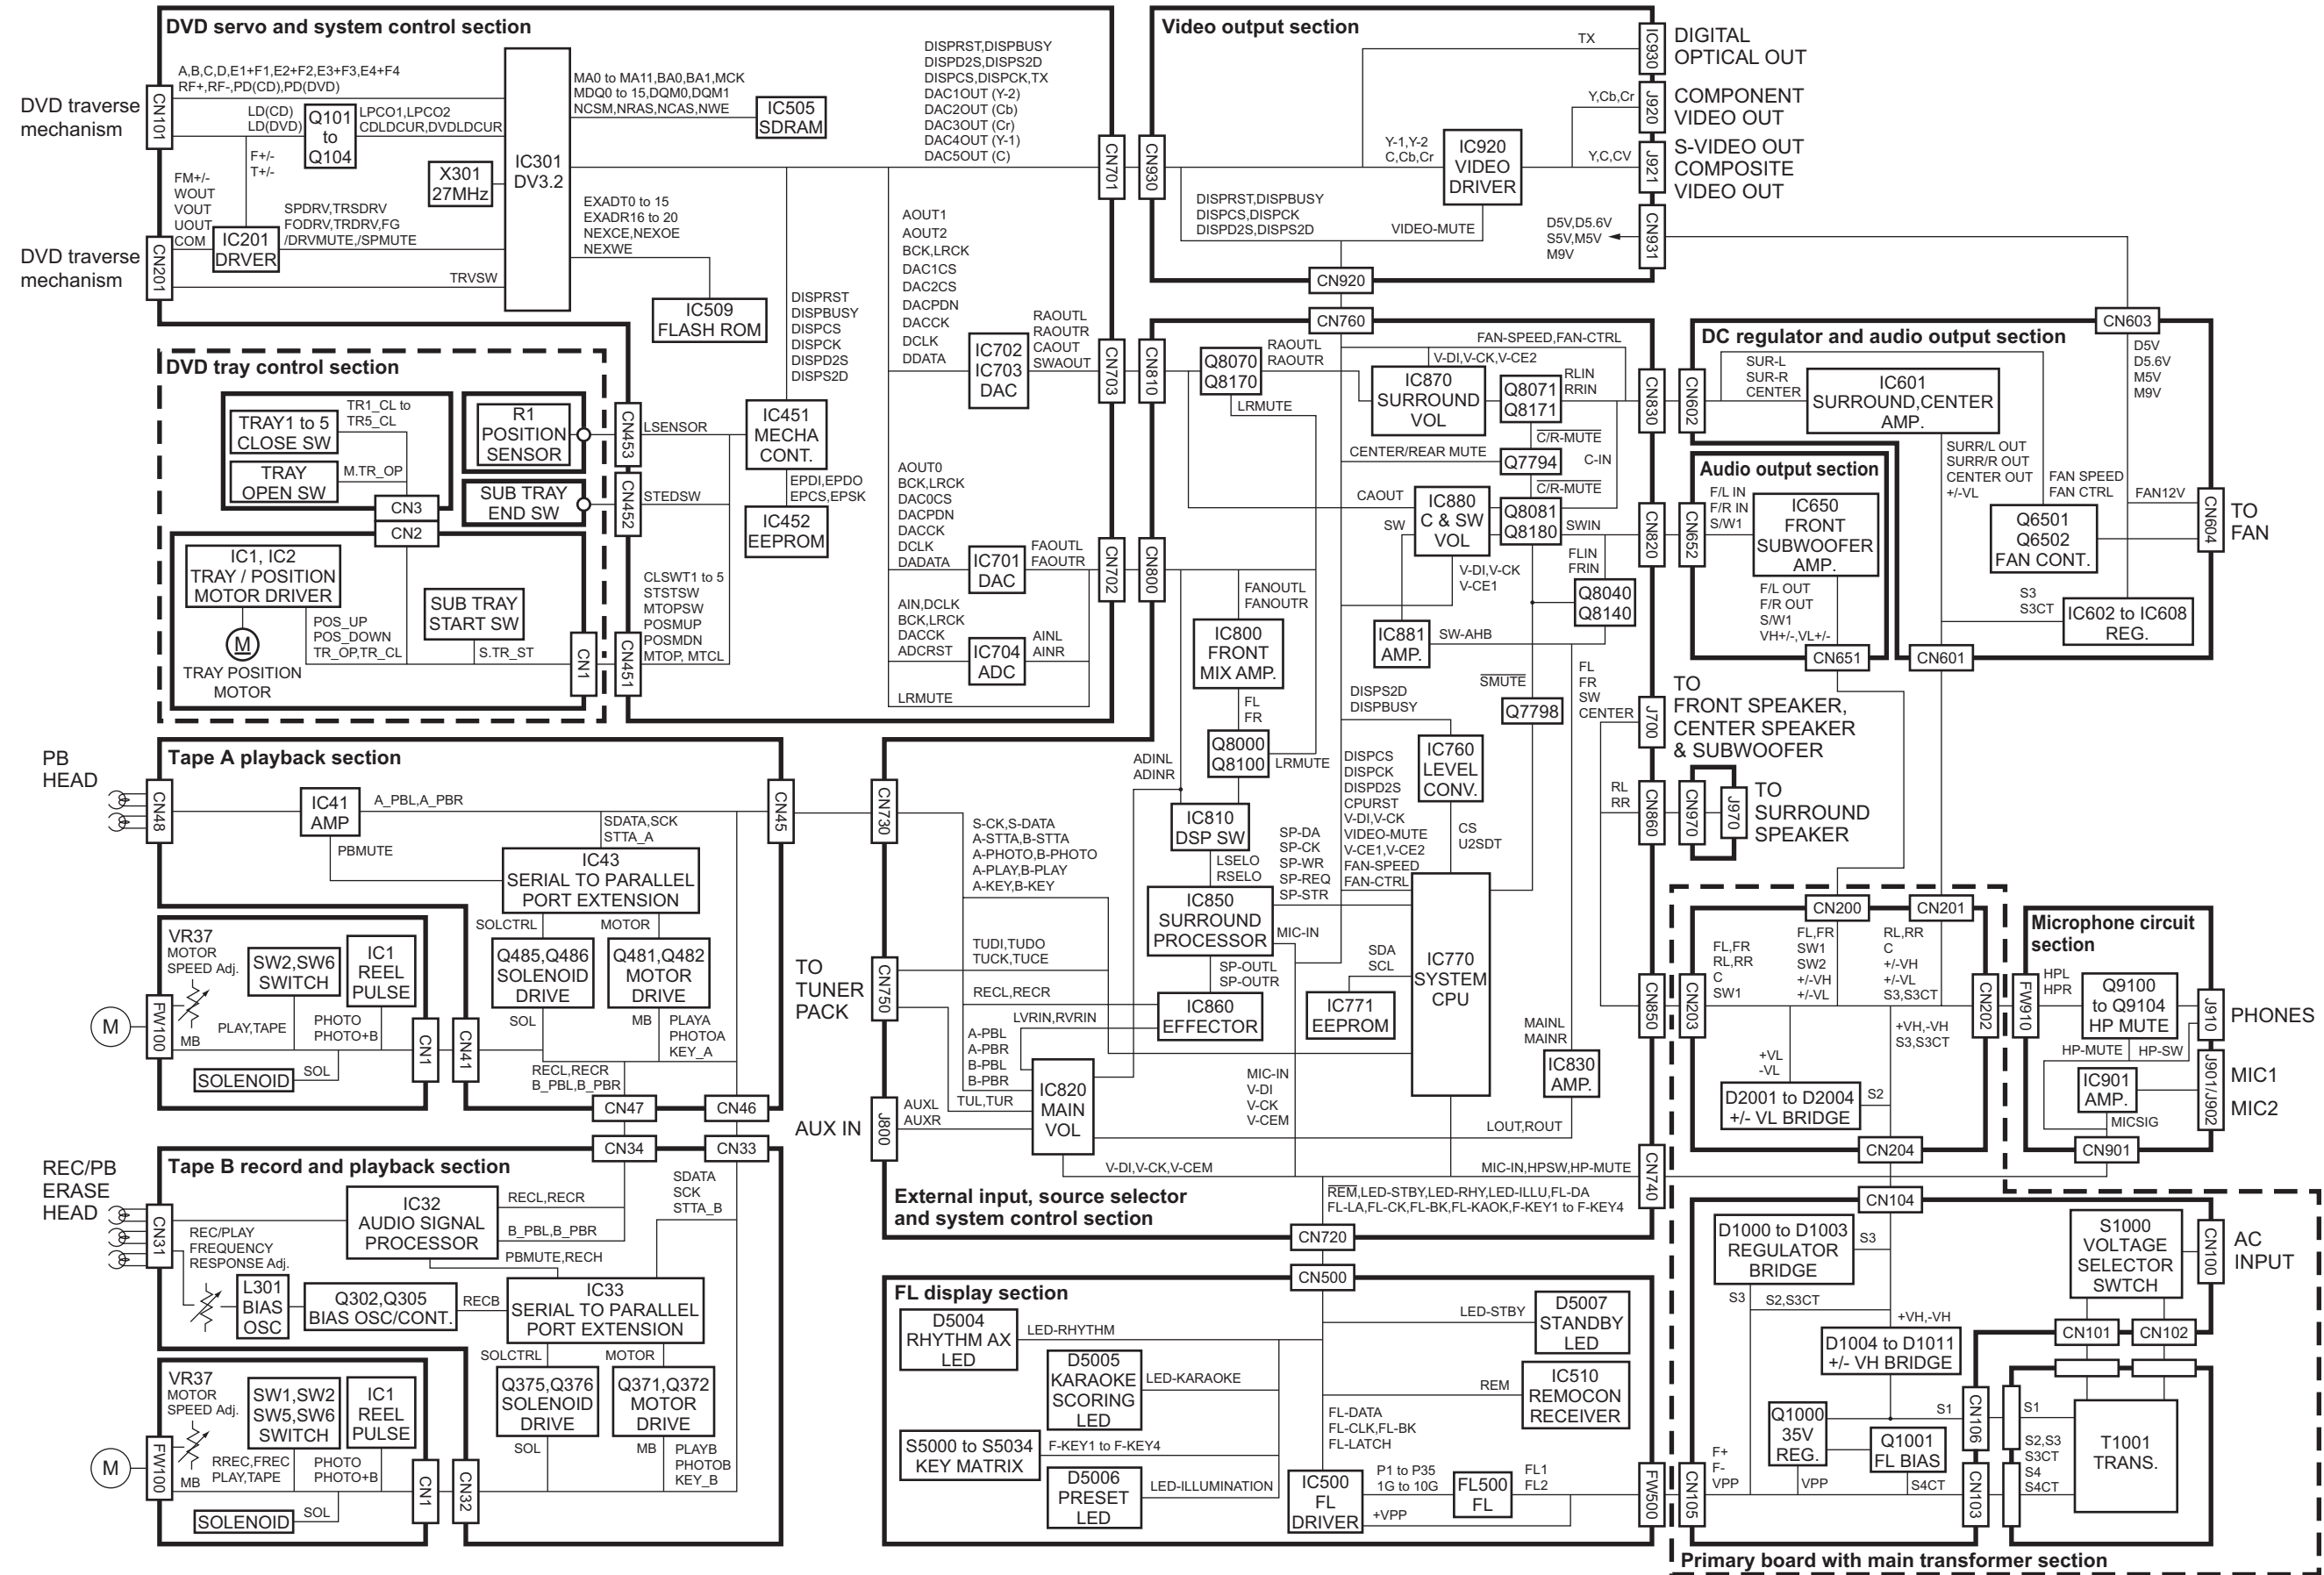 DVD servo and system control section
DVD traverse
mechanism
CN101
A,B,C,D,E1+F1,E2+F2,E3+F3,E4+F4
RF+,RF-,PD(CD),PD(DVD)
LD(CD)
LD(DVD)
Q101
to
Q104
LPCO1,LPCO2
CDLDCUR,DVDLDCUR
F+/-
T+/-
X301
27MHz
IC301
DV3.2
FM+/-
WOUT
VOUT
UOUT
COM
IC201
DRVER
SPDRV,TRSDRV
FODRV,TRDRV,FG
/DRVMUTE,/SPMUTE
DVD traverse
mechanism
CN201
TRVSW
MA0 to MA11,BA0,BA1,MCK
MDQ0 to 15,DQM0,DQM1
NCSM,NRAS,NCAS,NWE
IC505
SDRAM
EXADT0 to 15
EXADR16 to 20
NEXCE,NEXOE
NEXWE
IC509
FLASH ROM
DISPRST,DISPBUSY
DISPD2S,DISPS2D
DISPCS,DISPCK,TX
DAC1OUT (Y-2)
DAC2OUT (Cb)
DAC3OUT (Cr)
DAC4OUT (Y-1)
DAC5OUT (C)
CN701
DISPRST
DISPBUSY
DISPCS
DISPCK
DISPD2S
DISPS2D
AOUT1
AOUT2
BCK,LRCK
DAC1CS
DAC2CS
DACPDN
DACCK
DCLK
DDATA
IC702
IC703
DAC
RAOUTL
RAOUTR
CAOUT
SWAOUT
CN703
IC451
MECHA
CONT.
EPDI,EPDO
EPCS,EPSK
IC452
EEPROM
AOUT0
BCK,LRCK
DAC0CS
DACPDN
DACCK
DCLK
DADATA
IC701
DAC
FAOUTL
FAOUTR
CN702
AIN,DCLK
BCK,LRCK
DACCK
ADCRST
IC704
ADC
AINL
AINR
LRMUTE
CN453
LSENSOR
CN452
STEDSW
CLSWT1 to 5
STSTSW
MTOPSW
POSMUP
POSMDN
MTOP, MTCL
CN451
DVD tray control section
TRAY1 to 5
CLOSE SW
TR1_CL to
TR5_CL
TRAY
OPEN SW
M.TR_OP
CN3
R1
POSITION
SENSOR
SUB TRAY
END SW
CN2
IC1, IC2
TRAY / POSITION
MOTOR DRIVER
M
TRAY POSITION
MOTOR
POS_UP
POS_DOWN
TR_OP,TR_CL
SUB TRAY
START SW
S.TR_ST
CN1
Video output section
CN930
TX
IC930
DIGITAL
OPTICAL OUT
Y,Cb,Cr
J920
COMPONENT
VIDEO OUT
Y-1,Y-2
C,Cb,Cr
IC920
VIDEO
DRIVER
Y,C,CV
J921
S-VIDEO OUT
COMPOSITE
VIDEO OUT
DISPRST,DISPBUSY
DISPCS,DISPCK
DISPD2S,DISPS2D
VIDEO-MUTE
D5V,D5.6V
S5V,M5V
M9V
CN931
CN920
CN760
CN810
Q8070
Q8170
RAOUTL
RAOUTR
LRMUTE
FAN-SPEED,FAN-CTRL
V-DI,V-CK,V-CE2
IC870
SURROUND
VOL
Q8071
Q8171
RLIN
RRIN
CN830
C/R-MUTE
CENTER/REAR MUTE
Q7794
C-IN
C/R-MUTE
CAOUT
IC880
C & SW
VOL
Q8081
Q8180
SW
SWIN
CN820
FLIN
FRIN
V-DI,V-CK
V-CE1
Q8040
Q8140
CN800
FANOUTL
FANOUTR
IC800
FRONT
MIX AMP.
IC881
AMP.
SW-AHB
FL
FR
Q8000
Q8100
LRMUTE
SMUTE
Q7798
FL
FR
SW
CENTER
J700
TO
FRONT SPEAKER,
CENTER SPEAKER
& SUBWOOFER
DISPS2D
DISPBUSY
IC760
LEVEL
CONV.
CS
U2SDT
DISPCS
DISPCK
DISPD2S
CPURST
V-DI,V-CK
VIDEO-MUTE
V-CE1,V-CE2
FAN-SPEED
FAN-CTRL
ADINL
ADINR
IC810
DSP SW
LSELO
RSELO
SP-DA
SP-CK
SP-WR
SP-REQ
SP-STR
IC850
SURROUND
PROCESSOR
MIC-IN
SP-OUTL
SP-OUTR
IC860
EFFECTOR
SDA
SCL
IC771
EEPROM
IC770
SYSTEM
CPU
RL
RR
CN860
CN970
J970
TO
SURROUND
SPEAKER
CN850
MAINL
MAINR
IC830
AMP.
CN730
S-CK,S-DATA
A-STTA,B-STTA
A-PHOTO,B-PHOTO
A-PLAY,B-PLAY
A-KEY,B-KEY
TO
TUNER
PACK
CN750
TUDI,TUDO
TUCK,TUCE
RECL,RECR
LVRIN,RVRIN
A-PBL
A-PBR
B-PBL
B-PBR
IC820
MAIN
VOL
TUL,TUR
AUX IN
J800
AUXL
AUXR
MIC-IN
V-DI
V-CK
V-CEM
LOUT,ROUT
V-DI,V-CK,V-CEM
MIC-IN,HPSW,HP-MUTE
CN740
External input, source selector
and system control section
REM,LED-STBY,LED-RHY,LED-ILLU,FL-DA
FL-LA,FL-CK,FL-BK,FL-KAOK,F-KEY1 to F-KEY4
CN720
DC regulator and audio output section
CN603
CN602
SUR-L
SUR-R
CENTER
IC601
SURROUND,CENTER
AMP.
D5V
D5.6V
M5V
M9V
SURR/L OUT
SURR/R OUT
CENTER OUT
+/-VL
FAN SPEED
FAN CTRL
FAN12V
Q6501
Q6502
FAN CONT.
CN604
TO
FAN
S3
S3CT
IC602 to IC608
REG.
CN601
Audio output section
CN652
F/L IN
F/R IN
S/W1
IC650
FRONT
SUBWOOFER
AMP.
F/L OUT
F/R OUT
S/W1
VH+/-,VL+/-
CN651
Tape A playback section
PB
HEAD
CN48
IC41
AMP
A_PBL,A_PBR
PBMUTE
SDATA,SCK
STTA_A
IC43
SERIAL TO PARALLEL
PORT EXTENSION
CN45
SOLCTRL
MOTOR
Q485,Q486
SOLENOID
DRIVE
Q481,Q482
MOTOR
DRIVE
SOL
MB
PLAYA
PHOTOA
KEY_A
VR37
MOTOR
SPEED Adj.
SW2,SW6
SWITCH
IC1
REEL
PULSE
M
FW100
MB
PLAY,TAPE
PHOTO
PHOTO+B
SOLENOID
SOL
CN1
CN41
RECL,RECR
B_PBL,B_PBR
CN47
CN46
Tape B record and playback section
CN34
CN33
REC/PB
ERASE
HEAD
CN31
IC32
AUDIO SIGNAL
PROCESSOR
RECL,RECR
B_PBL,B_PBR
SDATA
SCK
STTA_B
REC/PLAY
FREQUENCY
RESPONSE Adj.
PBMUTE,RECH
L301
BIAS
OSC
Q302,Q305
BIAS OSC/CONT.
RECB
IC33
SERIAL TO PARALLEL
PORT EXTENSION
SOLCTRL
MOTOR
Q375,Q376
SOLENOID
DRIVE
Q371,Q372
MOTOR
DRIVE
SOL
MB
PLAYB
PHOTOB
KEY_B
VR37
MOTOR
SPEED Adj.
SW1,SW2
SW5,SW6
SWITCH
IC1
REEL
PULSE
M
FW100
MB
RREC,FREC
PLAY,TAPE
PHOTO
PHOTO+B
SOLENOID
SOL
CN1
CN32
FL display section
CN500
D5004
RHYTHM AX
LED
LED-RHYTHM
D5005
KARAOKE
SCORING
LED
LED-KARAOKE
S5000 to S5034
KEY MATRIX
F-KEY1 to F-KEY4
D5006
PRESET
LED
LED-ILLUMINATION
LED-STBY
D5007
STANDBY
LED
REM
IC510
REMOCON
RECEIVER
FL-DATA
FL-CLK,FL-BK
FL-LATCH
IC500
FL
DRIVER
P1 to P35
1G to 10G
+VPP
FL500
FL
FL1
FL2
FW500
CN200
CN201
CN203
FL,FR
RL,RR
C
SW1
FL,FR
SW1
SW2
+/-VH
+/-VL
RL,RR
C
+/-VH
+/-VL
S3,S3CT
CN202
+VL
-VL
+VH,-VH
S3,S3CT
D2001 to D2004
+/- VL BRIDGE
S2
CN204
Microphone circuit
section
FW910
HPL
HPR
Q9100
to Q9104
HP MUTE
J910
PHONES
HP-MUTE
HP-SW
IC901
AMP.
J901/J902
MIC1
MIC2
MICSIG
CN901
CN104
D1000 to D1003
REGULATOR
BRIDGE
S3
S1000
VOLTAGE
SELECTOR
SWTCH
CN100
AC
INPUT
S3
S2,S3CT
+VH,-VH
D1004 to D1011
+/- VH BRIDGE
CN101
CN102
Q1000
35V
REG.
S1
CN106
S1
Q1001
FL BIAS
S2,S3
S3CT
S4
S4CT
T1001
TRANS.
CN105
F+
F-
VPP
VPP
S4CT
CN103
Primary board with main transformer section